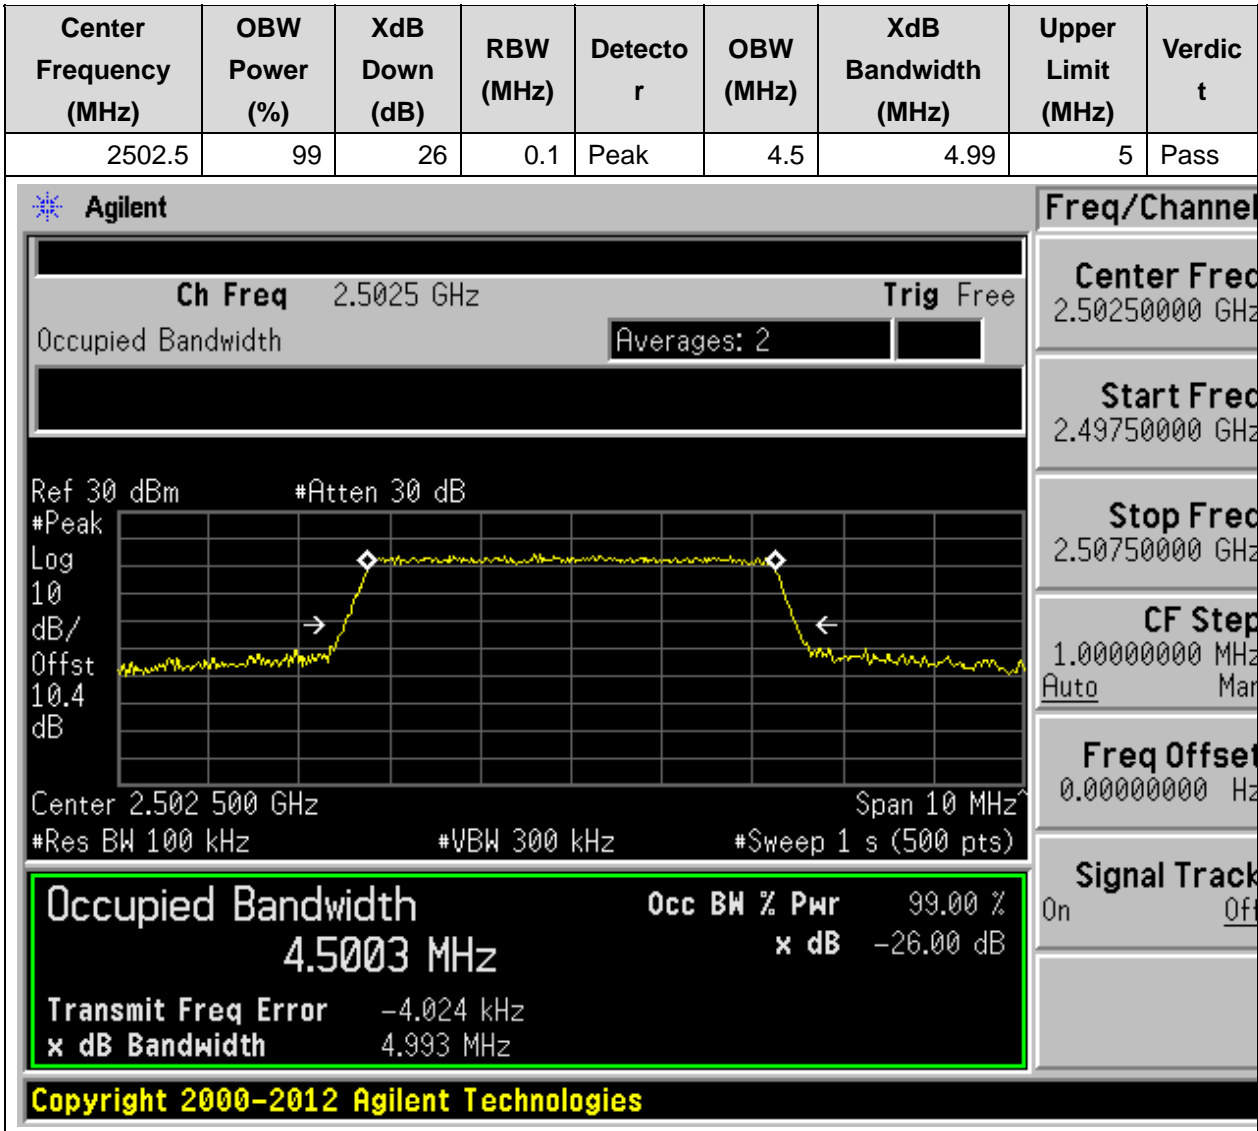 Center Frequency (MHz) OBW Power (%) XdB Down (dB) RBW (MHz) Detecto r OBW (MHz) XdB Bandwidth (MHz) Upper Limit (MHz) Verdic t
2502.5 99 26 0.1 Peak 4.5 4.99 5 Pass
Agilent
Freq/Channel
Ch Freq 2.5025 GHz Trig Free
Occupied Bandwidth Averages: 2
Center Freq
2.50250000 GHz
Start Freq
2.49750000 GHz
Stop Freq
2.50750000 GHz
CF Step
1.00000000 MHz
Auto Man
Freq Offset
0.00000000 Hz
Signal Track
On Off
Ref 30 dBm #Atten 30 dB
#Peak
Log
10
dB/
Offst
10.4
dB
Center 2.502 500 GHz Span 10 MHz^
#Res BW 100 kHz #VBW 300 kHz #Sweep 1 s (500 pts)
Occupied Bandwidth Occ BW % Pwr 99.00 %
4.5003 MHz x dB -26.00 dB
Transmit Freq Error -4.024 kHz
x dB Bandwidth 4.993 MHz
Copyright 2000-2012 Agilent Technologies